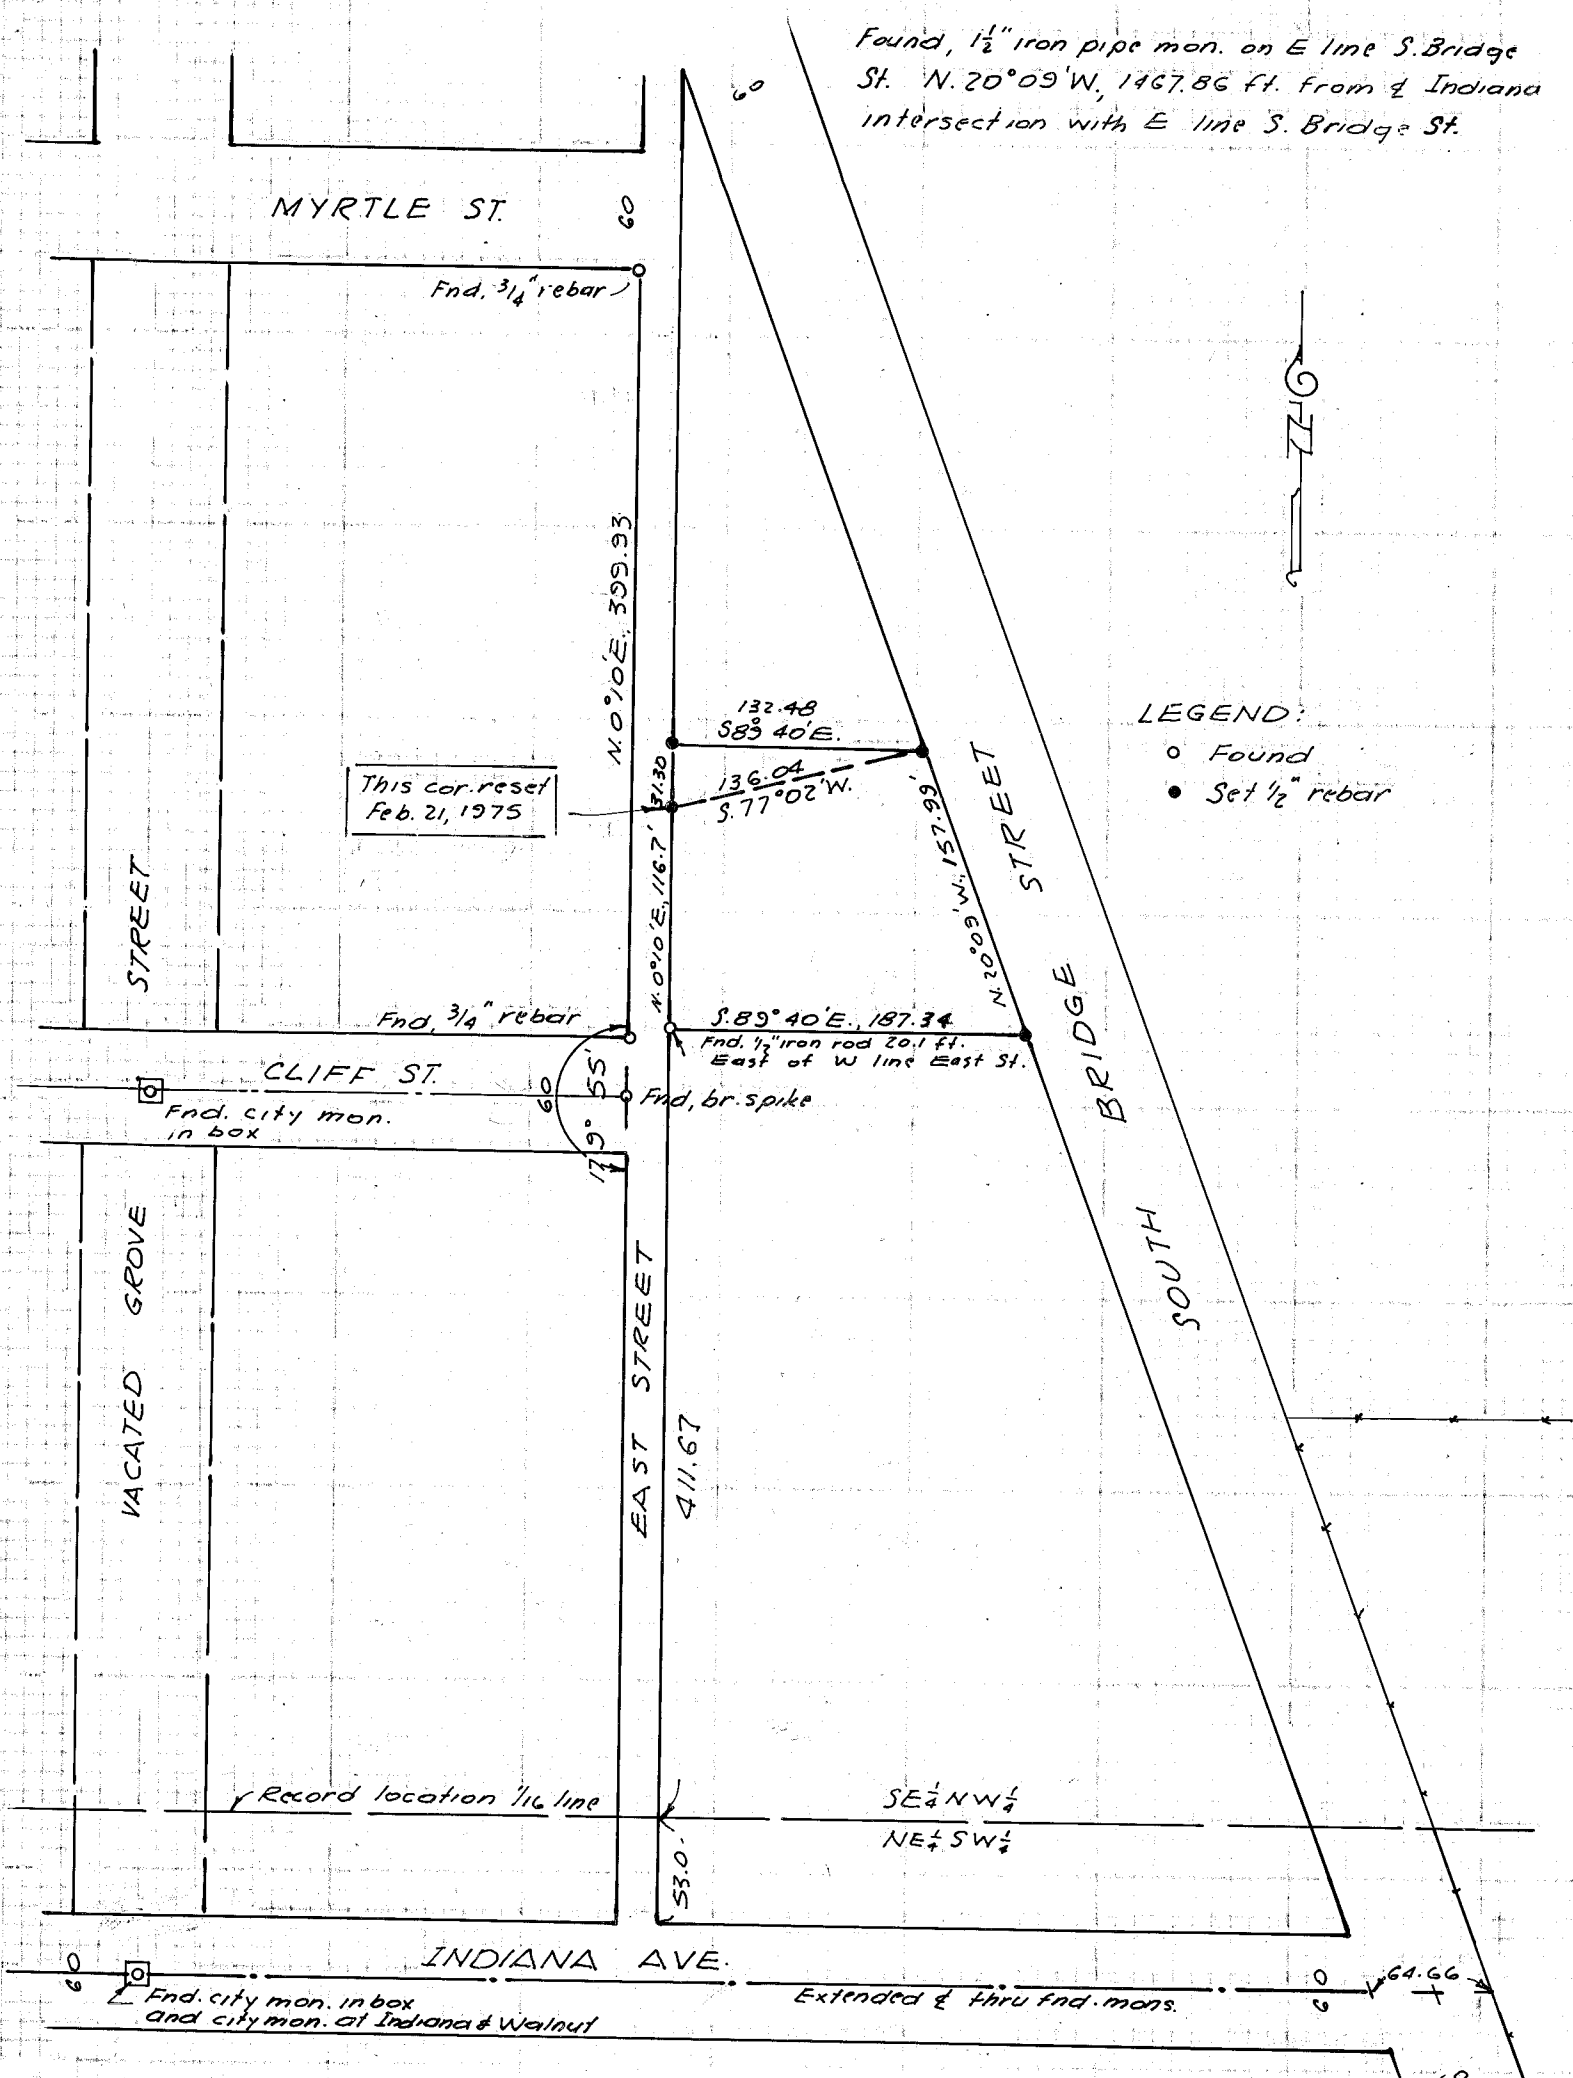 Found, 1½" iron pipe mon. on E line S. Bridge
St. N. 20°09'W., 1467.86 ft. from ℄ Indiana
intersection with E line S. Bridge St.
60
MYRTLE ST.
60
Fnd. 3/4" rebar
N. 0°10'E., 399.93
132.48
S89°40'E.
136.04
S. 77°02'W.
This cor. reset
Feb. 21, 1975
31.30
N. 0°10'E., 116.7'
N. 20°09'W., 157.99'
LEGEND:
○ Found
● Set 1/2" rebar
STREET
SOUTH BRIDGE STREET
Fnd, 3/4" rebar
S. 89°40'E., 187.34
Fnd. 1/2" iron rod 20.1 ft.
East of W line East St.
CLIFF ST.
60
179° 55'
Fnd, br. spike
Fnd. city mon.
in box
VACATED GROVE
EAST STREET
411.67
Record location 1/16 line
SE¼ NW¼
NE¼ SW¼
53.0
INDIANA AVE.
60
Fnd. city mon. in box
and city mon. at Indiana & Walnut
Extended ℄ thru fnd. mons.
60
64.66